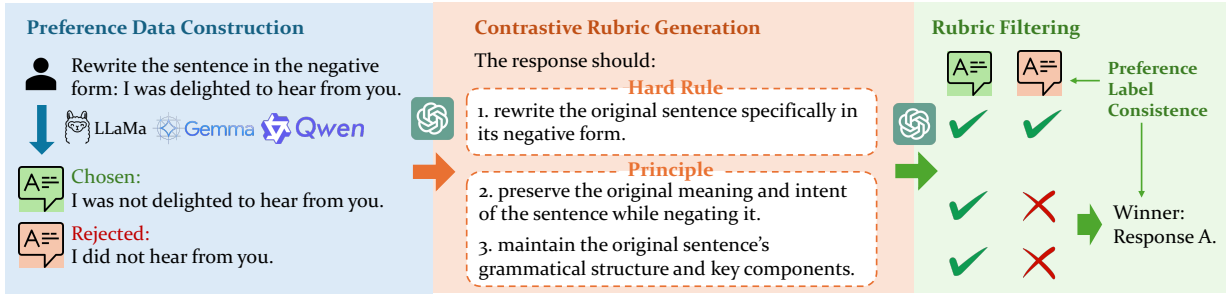 Preference Data Construction
Rewrite the sentence in the negative
form: I was delighted to hear from you.
LLaMa Gemma Qwen
A
Chosen:
I was not delighted to hear from you.
A
Rejected:
I did not hear from you.
Contrastive Rubric Generation
The response should:
Hard Rule
1. rewrite the original sentence specifically in
its negative form.
Principle
2. preserve the original meaning and intent
of the sentence while negating it.
3. maintain the original sentence's
grammatical structure and key components.
Rubric Filtering
A A
Preference
Label
Consistence
Winner:
Response A.